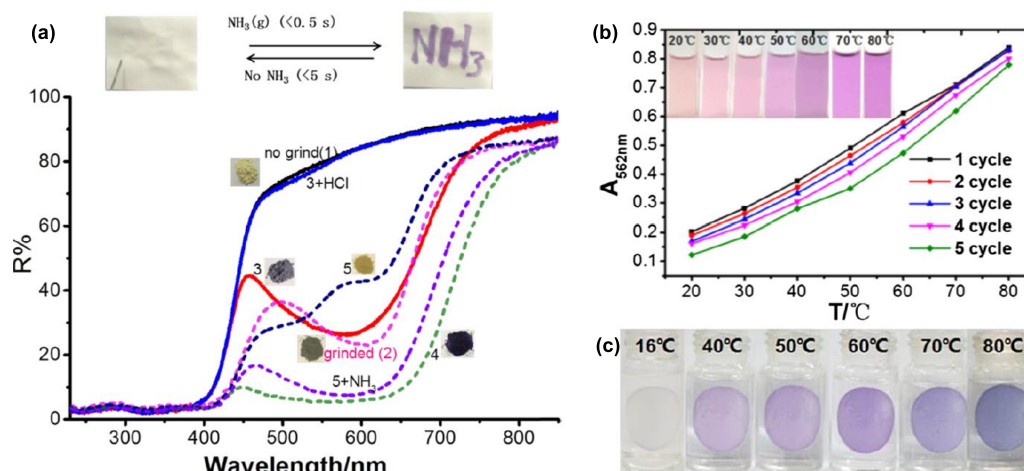 (a)
NH₃(g) (<0.5 s)
No NH₃ (<5 s)
NH₃
100
80
60
40
20
0
R%
300
400
500
600
700
800
Wavelength/nm
no grind(1)
3+HCl
3
5
grinded (2)
4
5+NH₃
(b)
20℃ 30℃ 40℃ 50℃ 60℃ 70℃ 80℃
0.9
0.8
0.7
0.6
0.5
0.4
0.3
0.2
0.1
A562nm
20 30 40 50 60 70 80
T/℃
1 cycle
2 cycle
3 cycle
4 cycle
5 cycle
(c)
16℃ 40℃ 50℃ 60℃ 70℃ 80℃